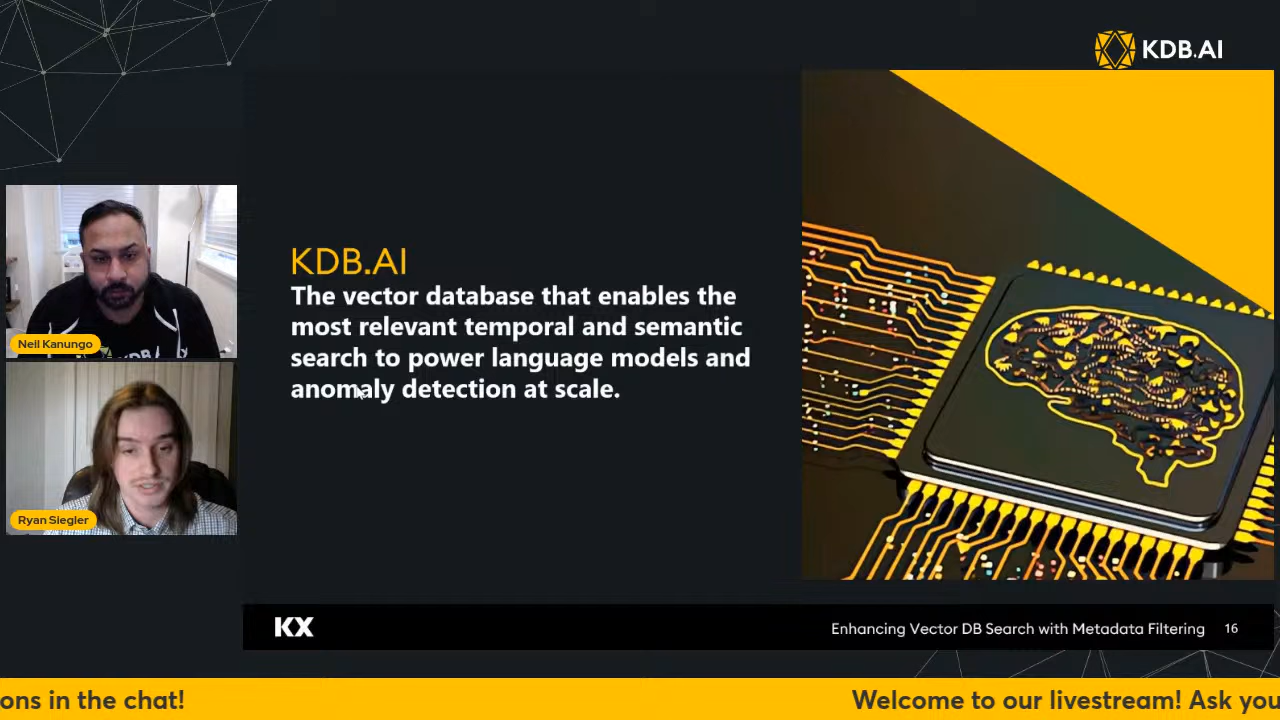 KDB.AI
KDB.AI
The vector database that enables the
most relevant temporal and semantic
search to power language models and
anomaly detection at scale.
Neil Kanungo
Ryan Siegler
KX
Enhancing Vector DB Search with Metadata Filtering 16
ons in the chat! Welcome to our livestream! Ask you